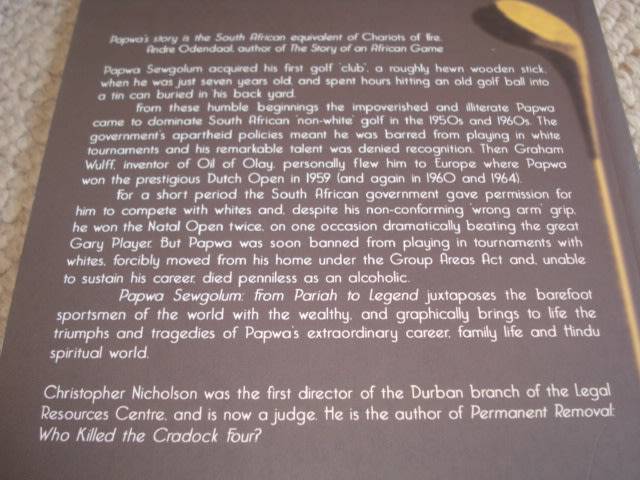 Papwa's story is the South African equivalent of Chariots of Fire.
Andre Odendaal, author of The Story of an African Game
Papwa Sewgolum acquired his first golf 'club', a roughly hewn wooden stick,
when he was just seven years old, and spent hours hitting an old golf ball into
a tin can buried in his back yard.
From these humble beginnings the impoverished and illiterate Papwa
came to dominate South African 'non-white' golf in the 1950s and 1960s. The
government's apartheid policies meant he was barred from playing in white
tournaments and his remarkable talent was denied recognition. Then Graham
Wulff, inventor of Oil of Olay, personally flew him to Europe where Papwa
won the prestigious Dutch Open in 1959 (and again in 1960 and 1964).
For a short period the South African government gave permission for
him to compete with whites and, despite his non-conforming 'wrong arm' grip,
he won the Natal Open twice, on one occasion dramatically beating the great
Gary Player. But Papwa was soon banned from playing in tournaments with
whites, forcibly moved from his home under the Group Areas Act and, unable
to sustain his career, died penniless as an alcoholic.
Papwa Sewgolum: From Pariah to Legend juxtaposes the barefoot
sportsmen of the world with the wealthy, and graphically brings to life the
triumphs and tragedies of Papwa's extraordinary career, family life and Hindu
spiritual world.
Christopher Nicholson was the first director of the Durban branch of the Legal
Resources Centre, and is now a judge. He is the author of Permanent Removal:
Who Killed the Cradock Four?